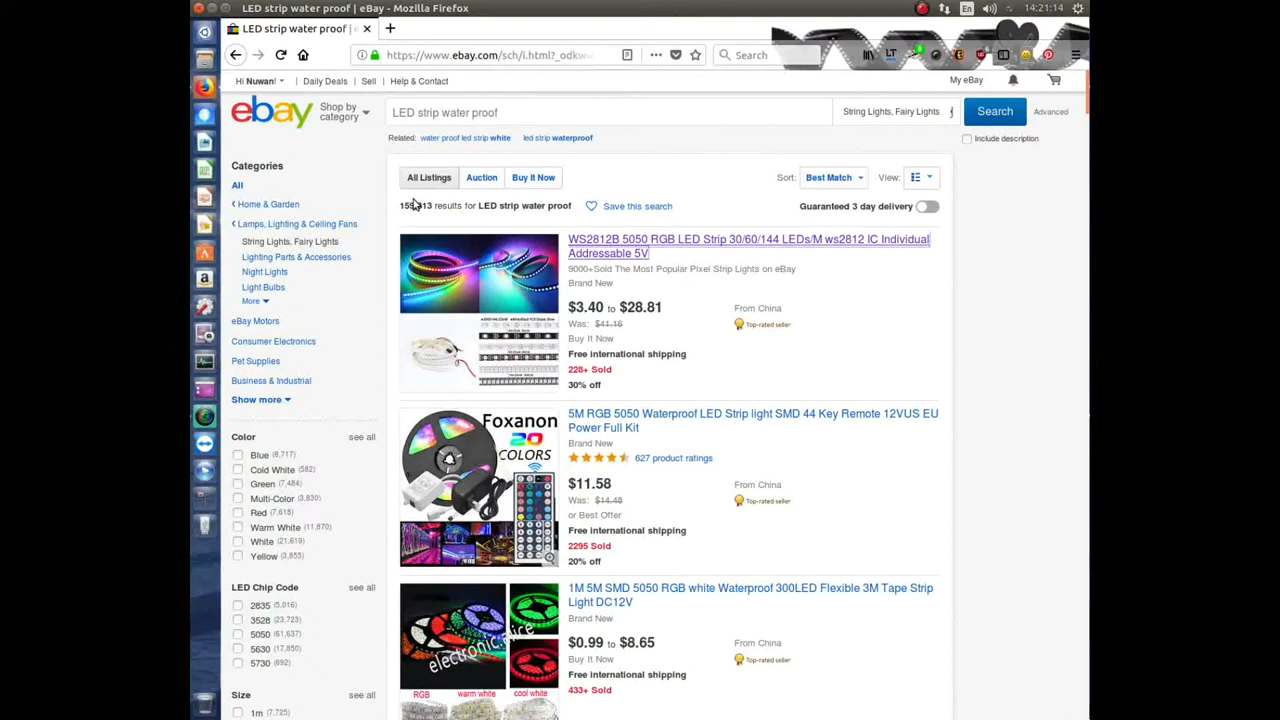 LED strip water proof | eBay - Mozilla Firefox
En
14:21:14
LED strip water proof | e
https://www.ebay.com/sch/i.html?_odkw
Search
Hi Nuwan!
Daily Deals
Sell
Help & Contact
My eBay
ebay
Shop by
category
LED strip water proof
String Lights, Fairy Lights
Search
Advanced
Related:
water proof led strip white
led strip waterproof
Include description
Categories
All
Home & Garden
Lamps, Lighting & Ceiling Fans
String Lights, Fairy Lights
Lighting Parts & Accessories
Night Lights
Light Bulbs
More
eBay Motors
Consumer Electronics
Pet Supplies
Business & Industrial
Show more
Color
see all
Blue (8,717)
Cold White (582)
Green (7,484)
Multi-Color (3,830)
Red (7,618)
Warm White (11,870)
White (21,619)
Yellow (3,855)
LED Chip Code
see all
2835 (5,016)
3528 (23,723)
5050 (61,637)
5630 (17,850)
5730 (692)
Size
see all
1m (7,725)
All Listings
Auction
Buy It Now
Sort:
Best Match
View:
results for LED strip water proof
Save this search
Guaranteed 3 day delivery
WS2812B 5050 RGB LED Strip 30/60/144 LEDs/M ws2812 IC Individual
Addressable 5V
9000+Sold The Most Popular Pixel Strip Lights on eBay
Brand New
$3.40 to $28.81
From China
Was: $41.16
Top-rated seller
Buy It Now
Free international shipping
228+ Sold
30% off
Foxanon
20
COLORS
5M RGB 5050 Waterproof LED Strip light SMD 44 Key Remote 12VUS EU
Power Full Kit
Brand New
627 product ratings
$11.58
From China
Was: $14.48
Top-rated seller
or Best Offer
Free international shipping
2295 Sold
20% off
electronic.alice
RGB
warm white
cool white
1M 5M SMD 5050 RGB white Waterproof 300LED Flexible 3M Tape Strip
Light DC12V
Brand New
$0.99 to $8.65
From China
Buy It Now
Top-rated seller
Free international shipping
433+ Sold